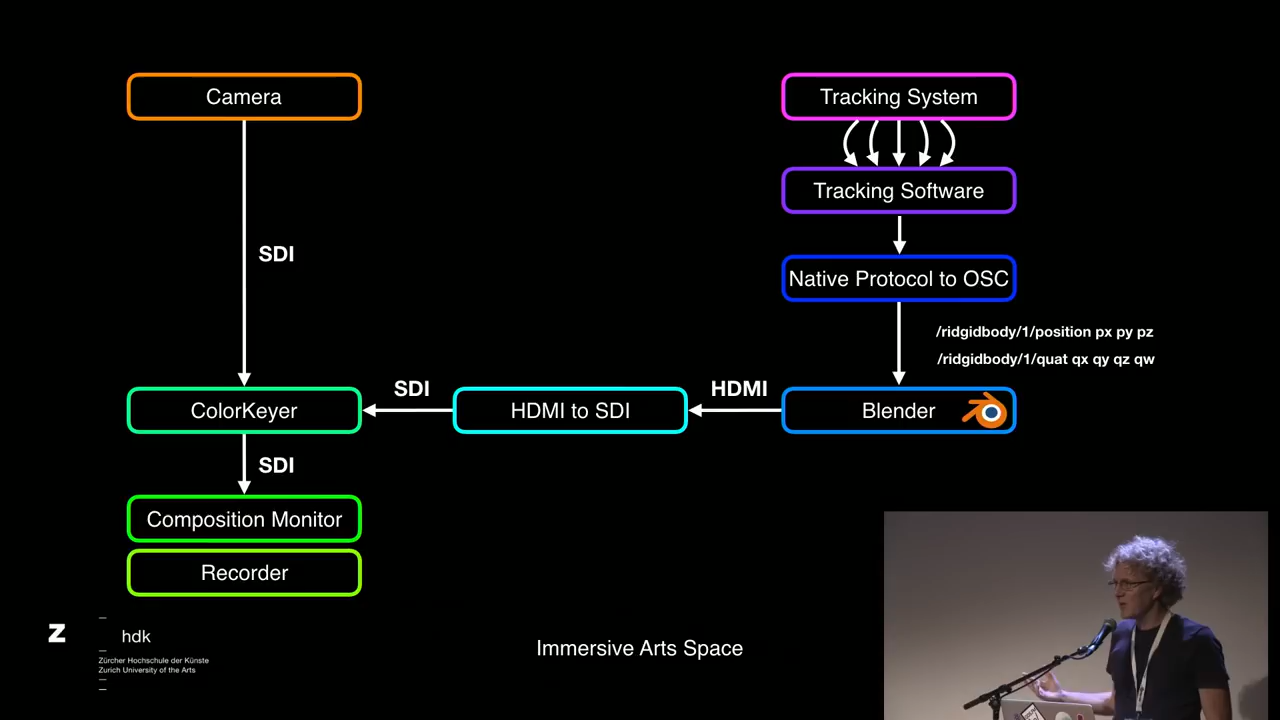 Camera
Tracking System
Tracking Software
SDI
Native Protocol to OSC
/ridgidbody/1/position px py pz
/ridgidbody/1/quat qx qy qz qw
SDI
HDMI
ColorKeyer
HDMI to SDI
Blender
SDI
Composition Monitor
Recorder
Z
hdk
Zürcher Hochschule der Künste
Zurich University of the Arts
Immersive Arts Space